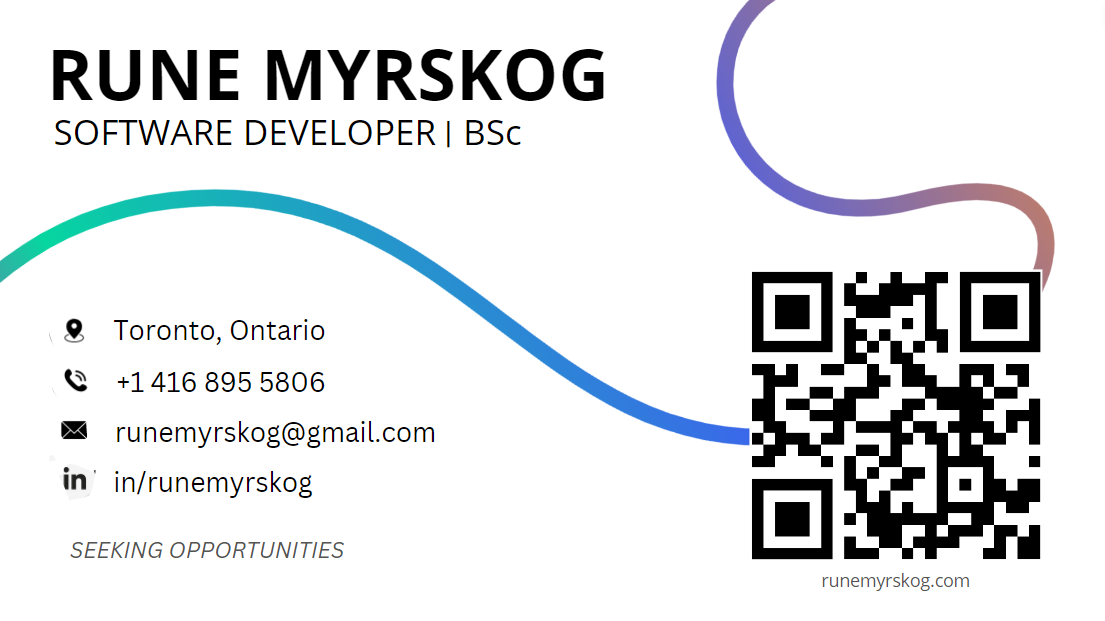 RUNE MYRSKOG
SOFTWARE DEVELOPER | BSc
Toronto, Ontario
+1 416 895 5806
runemyrskog@gmail.com
in
in/runemyrskog
SEEKING OPPORTUNITIES
runemyrskog.com